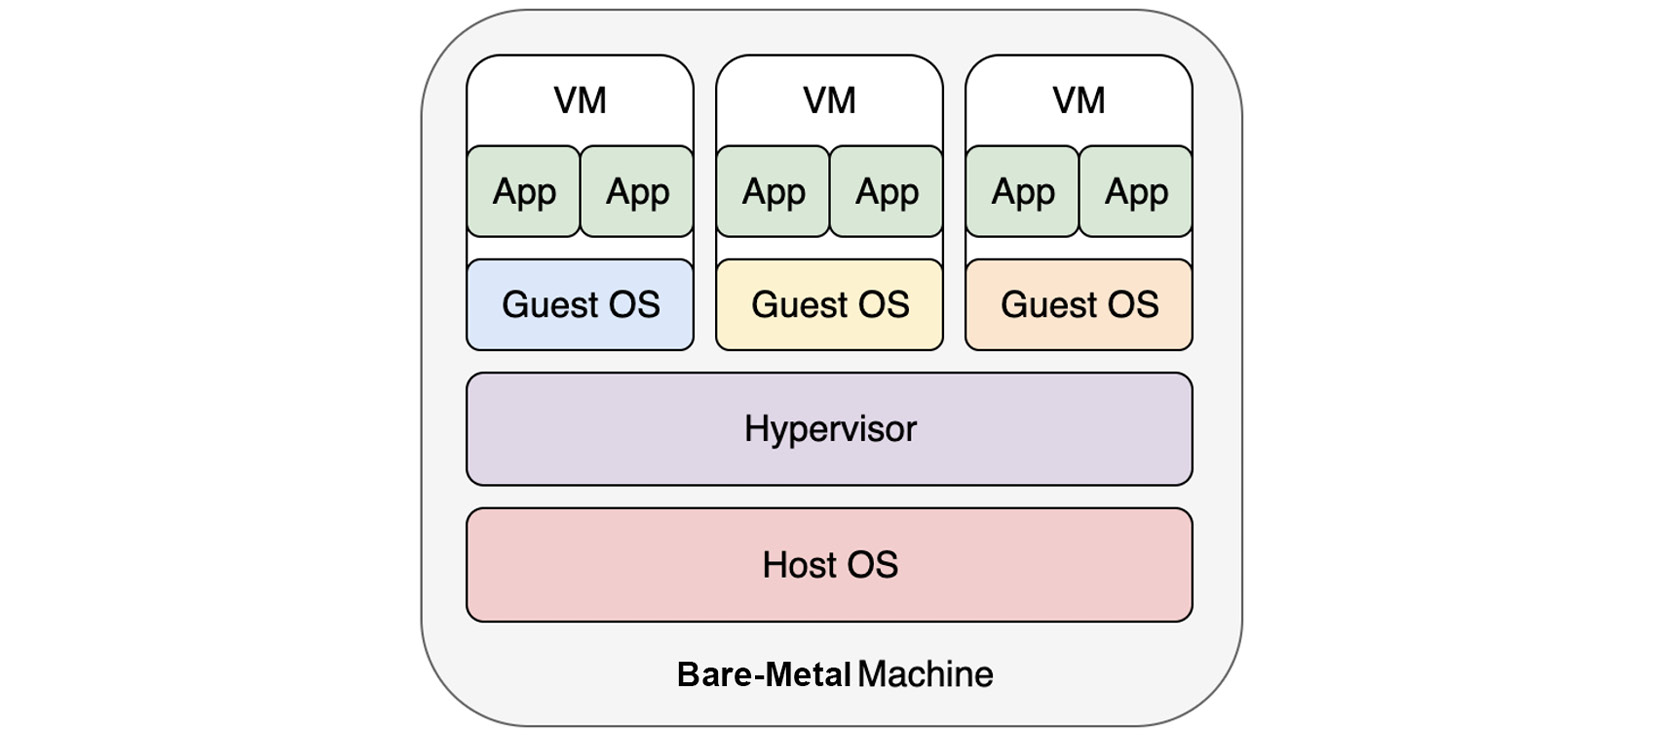 VM VM VM
App App App App App App
Guest OS Guest OS Guest OS
Hypervisor
Host OS
Bare-Metal Machine